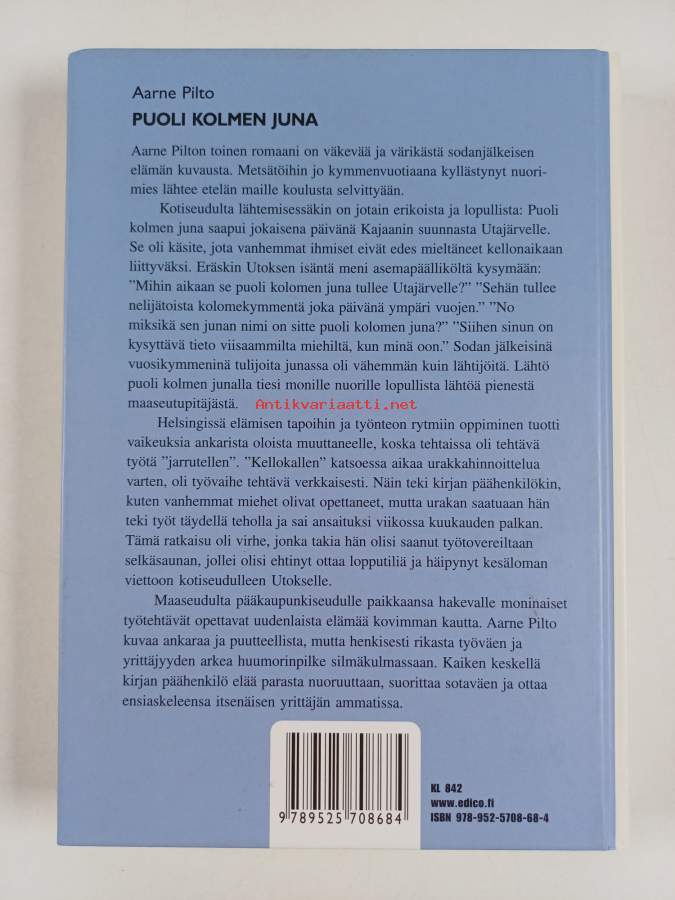 Aarne Pilto
PUOLI KOLMEN JUNA
Aarne Pilton toinen romaani on väkevää ja värikästä sodanjälkeisen
elämän kuvausta. Metsätöihin jo kymmenvuotiaana kyllästynyt nuori-
mies lähtee etelän maille koulusta selvittyään.
Kotiseudulta lähtemisessäkin on jotain erikoista ja lopullista: Puoli
kolmen juna saapui jokaisena päivänä Kajaanin suunnasta Utajärvelle.
Se oli käsite, jota vanhemmat ihmiset eivät edes mieltäneet kellonaikaan
liittyväksi. Eräskin Utoksen isäntä meni asemapäälliköltä kysymään:
”Mihin aikaan se puoli kolomen juna tullee Utajärvelle?” ”Sehän tullee
nelijätoista kolomekymmentä joka päivänä ympäri vuojen.” ”No
miksikä sen junan nimi on sitte puoli kolomen juna?” ”Siihen sinun on
kysyttävä tieto viisaammilta miehiltä, kun minä oon.” Sodan jälkeisinä
vuosikymmeninä tulijoita junassa oli vähemmän kuin lähtijöitä. Lähtö
puoli kolmen junalla tiesi monille nuorille lopullista lähtöä pienestä
maaseutupitäjästä. Antikvariaatti.net
Helsingissä elämisen tapoihin ja työnteon rytmiin oppiminen tuotti
vaikeuksia ankarista oloista muuttaneelle, koska tehtaissa oli tehtävä
työtä ”jarrutellen”. ”Kellokallen” katsoessa aikaa urakkahinnoittelua
varten, oli työvaihe tehtävä verkkaisesti. Näin teki kirjan päähenkilökin,
kuten vanhemmat miehet olivat opettaneet, mutta urakan saatuaan hän
teki työt täydellä teholla ja sai ansaituksi viikossa kuukauden palkan.
Tämä ratkaisu oli virhe, jonka takia hän olisi saanut työtovereiltaan
selkäsaunan, jollei olisi ehtinyt ottaa lopputiliä ja häipynyt kesäloman
viettoon kotiseudulleen Utokselle.
Maaseudulta pääkaupunkiseudulle paikkaansa hakevalle moninaiset
työtehtävät opettavat uudenlaista elämää kovimman kautta. Aarne Pilto
kuvaa ankaraa ja puutteellista, mutta henkisesti rikasta työväen ja
yrittäjyyden arkea huumorinpilke silmäkulmassaan. Kaiken keskellä
kirjan päähenkilö elää parasta nuoruuttaan, suorittaa sotaväen ja ottaa
ensiaskeleensa itsenäisen yrittäjän ammatissa.
9 789525 708684
KL 842
www.edico.fi
ISBN 978-952-5708-68-4